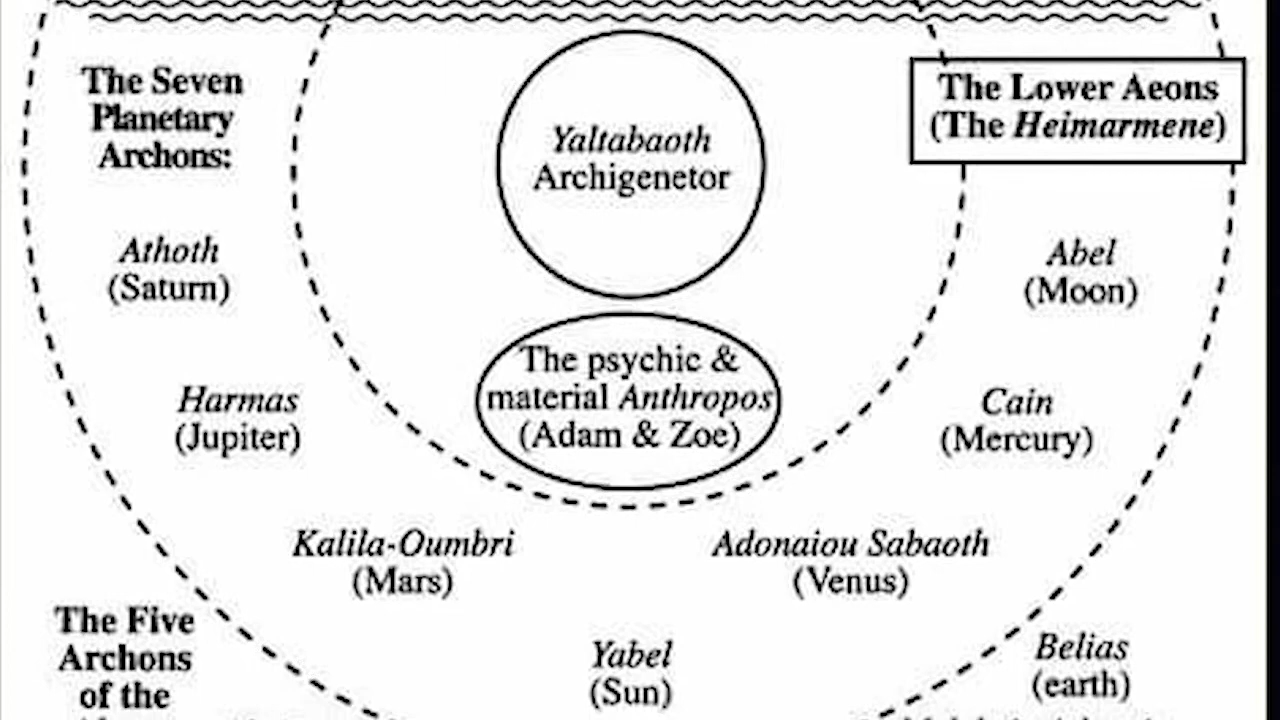 The Seven
Planetary
Archons:
Yaltabaoth
Archigenetor
The Lower Aeons
(The Heimarmene)
Athoth
(Saturn)
Abel
(Moon)
The psychic &
material Anthropos
(Adam & Zoe)
Harmas
(Jupiter)
Cain
(Mercury)
Kalila-Oumbri
(Mars)
Adonaiou Sabaoth
(Venus)
The Five
Archons
of the
Yabel
(Sun)
Belias
(earth)